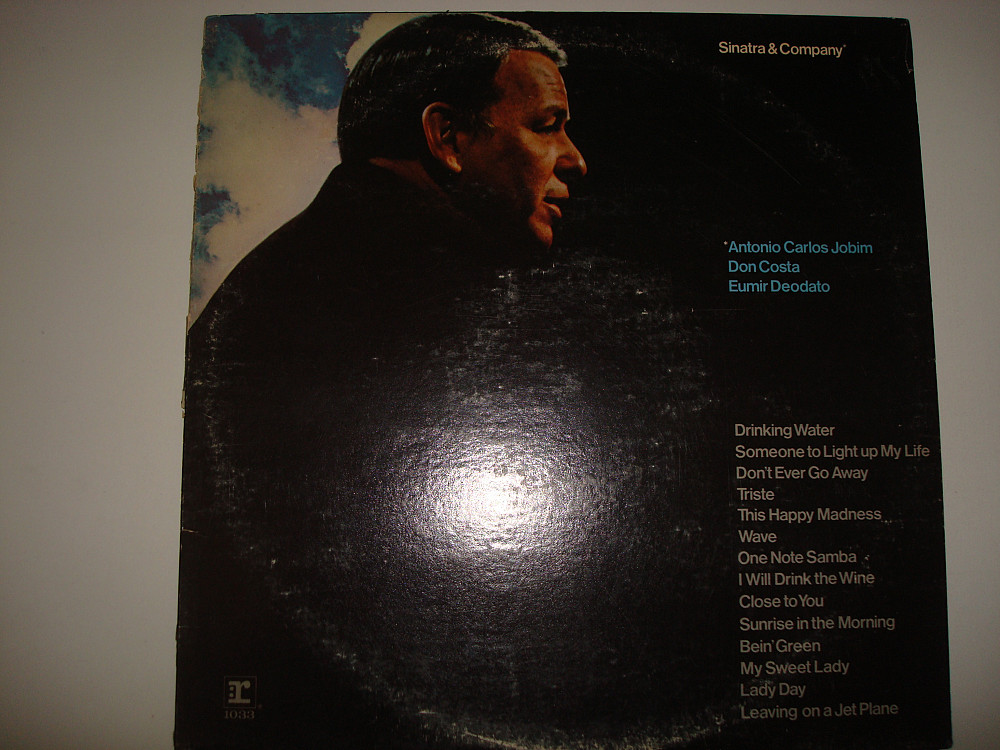 Sinatra & Company*
*Antonio Carlos Jobim
Don Costa
Eumir Deodato
Drinking Water
Someone to Light up My Life
Don't Ever Go Away
Triste
This Happy Madness
Wave
One Note Samba
I Will Drink the Wine
Close to You
Sunrise in the Morning
Bein' Green
My Sweet Lady
Lady Day
Leaving on a Jet Plane
r
1033